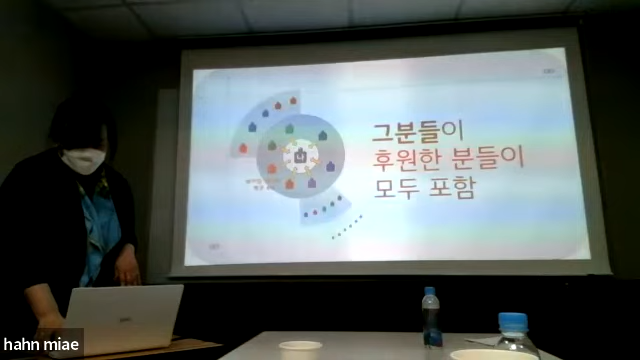 그분들이
후원한 분들이
모두 포함
hahn miae